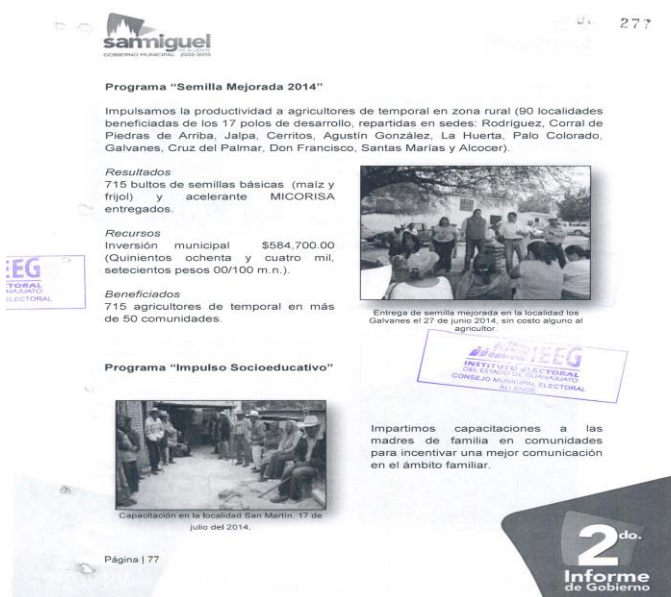 277
sanmiguel
DE ALLENDE
GOBIERNO MUNICIPAL 2012-2015
Programa “Semilla Mejorada 2014”
Impulsamos la productividad a agricultores de temporal en zona rural (90 localidades
beneficiadas de los 17 polos de desarrollo, repartidas en sedes: Rodríguez, Corral de
Piedras de Arriba, Jalpa, Cerritos, Agustín González, La Huerta, Palo Colorado,
Galvanes, Cruz del Palmar, Don Francisco, Santas Marías y Alcocer).
Resultados
715 bultos de semillas básicas (maíz y
frijol) y acelerante MICORISA
entregados.
Recursos
Inversión municipal $584,700.00
(Quinientos ochenta y cuatro mil,
setecientos pesos 00/100 m.n.).
Beneficiados
715 agricultores de temporal en más
de 50 comunidades.
Entrega de semilla mejorada en la localidad los
Galvanes el 27 de junio 2014, sin costo alguno al
agricultor.
EEG
TORAL
ELECTORAL
IEEG
INSTITUTO ELECTORAL
DEL ESTADO DE GUANAJUATO
CONSEJO MUNICIPAL ELECTORAL
ALLENDE
Programa “Impulso Socioeducativo”
Impartimos capacitaciones a las
madres de familia en comunidades
para incentivar una mejor comunicación
en el ámbito familiar.
Capacitación en la localidad San Martín. 17 de
julio del 2014.
Página | 77
2do.
Informe
de Gobierno